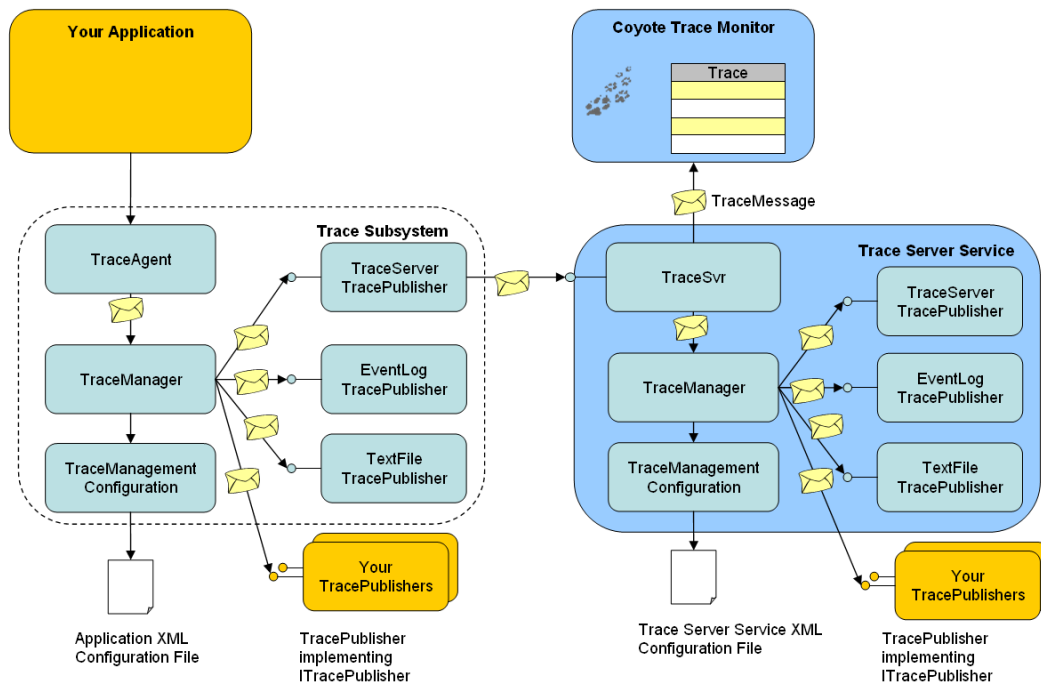 Your Application
Coyote Trace Monitor
Trace
TraceMessage
Trace Subsystem
TraceAgent
TraceServer
TracePublisher
TraceManager
EventLog
TracePublisher
TraceManagement
Configuration
TextFile
TracePublisher
Your
TracePublishers
Application XML
Configuration File
TracePublisher
implementing
ITracePublisher
Trace Server Service
TraceSvr
TraceServer
TracePublisher
TraceManager
EventLog
TracePublisher
TraceManagement
Configuration
TextFile
TracePublisher
Your
TracePublishers
Trace Server Service XML
Configuration File
TracePublisher
implementing
ITracePublisher